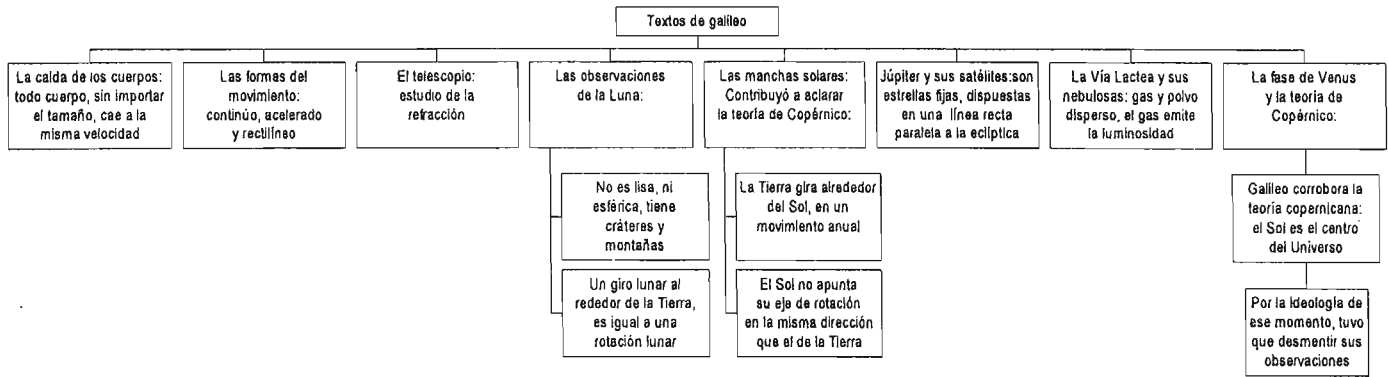 Textos de galileo
La caída de los cuerpos:
todo cuerpo, sin importar
el tamaño, cae a la
misma velocidad
Las formas del
movimiento:
continúo, acelerado
y rectilíneo
El telescopio:
estudio de la
refracción
Las observaciones
de la Luna:
No es lisa, ni
esférica, tiene
cráteres y
montañas
Un giro lunar al
rededor de la Tierra,
es igual a una
rotación lunar
Las manchas solares:
Contribuyó a aclarar
la teoría de Copérnico:
La Tierra gira alrededor
del Sol, en un
movimiento anual
El Sol no apunta
su eje de rotación
en la misma dirección
que el de la Tierra
Júpiter y sus satélites:son
estrellas fijas, dispuestas
en una línea recta
paralela a la eclíptica
La Vía Lactea y sus
nebulosas: gas y polvo
disperso, el gas emite
la luminosidad
La fase de Venus
y la teoría de
Copérnico:
Galileo corrobora la
teoría copernicana:
el Sol es el centro
del Universo
Por la ideología de
ese momento, tuvo
que desmentir sus
observaciones